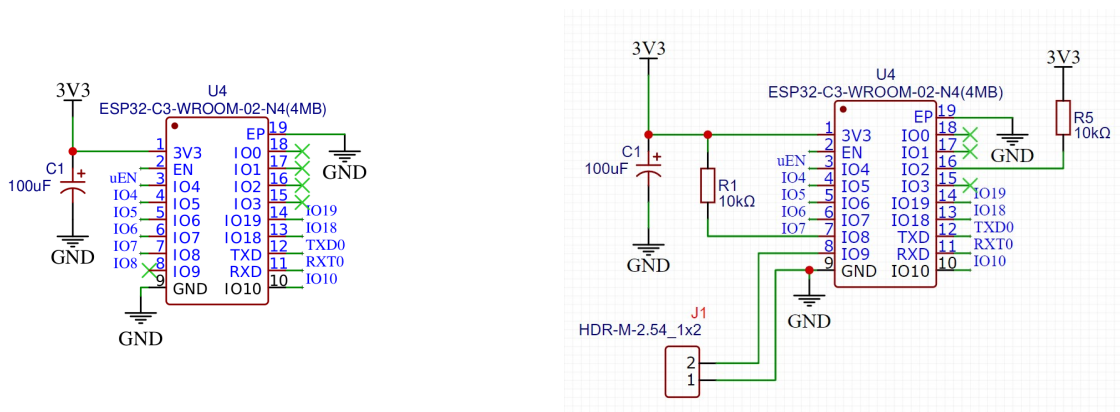 3V3
C1
100uF
GND
U4
ESP32-C3-WROOM-02-N4(4MB)
1 3V3
2 EN
3 IO4
4 IO5
5 IO6
6 IO7
7 IO8
8 IO9
9 GND
uEN
IO4
IO5
IO6
IO7
IO8
GND
EP 19
IO0 18
IO1 17
IO2 16
IO3 15
IO19 14
IO18 13
TXD 12
RXD 11
IO10 10
GND
IO19
IO18
TXD0
RXT0
IO10
3V3
C1
100uF
GND
R1
10kΩ
U4
ESP32-C3-WROOM-02-N4(4MB)
1 3V3
2 EN
3 IO4
4 IO5
5 IO6
6 IO7
7 IO8
8 IO9
9 GND
uEN
IO4
IO5
IO6
IO7
GND
EP 19
IO0 18
IO1 17
IO2 16
IO3 15
IO19 14
IO18 13
TXD 12
RXD 11
IO10 10
GND
IO19
IO18
TXD0
RXT0
IO10
3V3
R5
10kΩ
J1
HDR-M-2.54_1x2
2
1